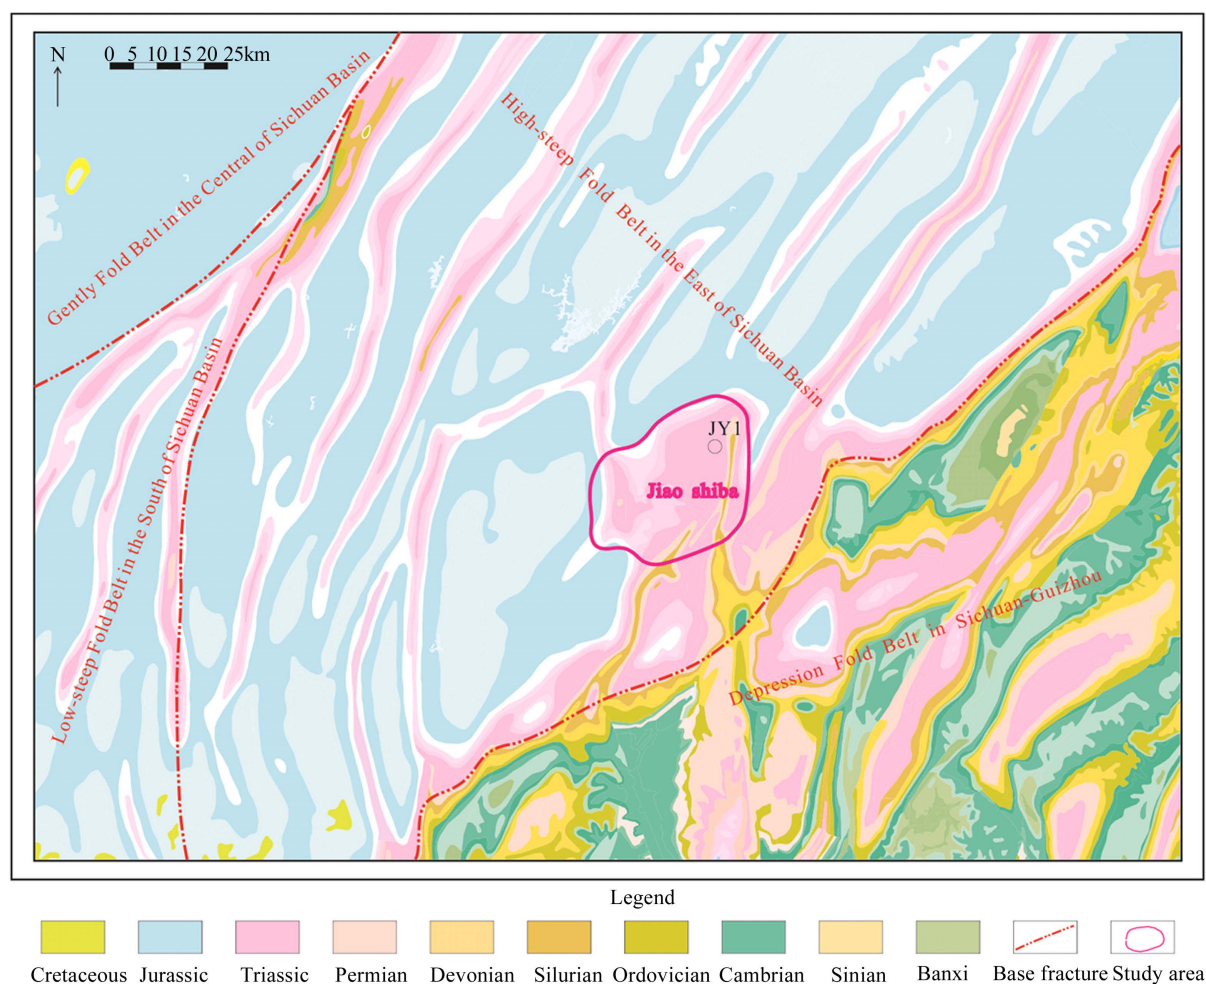 N
0 5 10 15 20 25km
Gently Fold Belt in the Central of Sichuan Basin
High-steep Fold Belt in the East of Sichuan Basin
Low-steep Fold Belt in the South of Sichuan Basin
JY1
Jiao shiba
Depression Fold Belt in Sichuan-Guizhou
Legend
Cretaceous Jurassic Triassic Permian Devonian Silurian Ordovician Cambrian Sinian Banxi Base fracture Study area